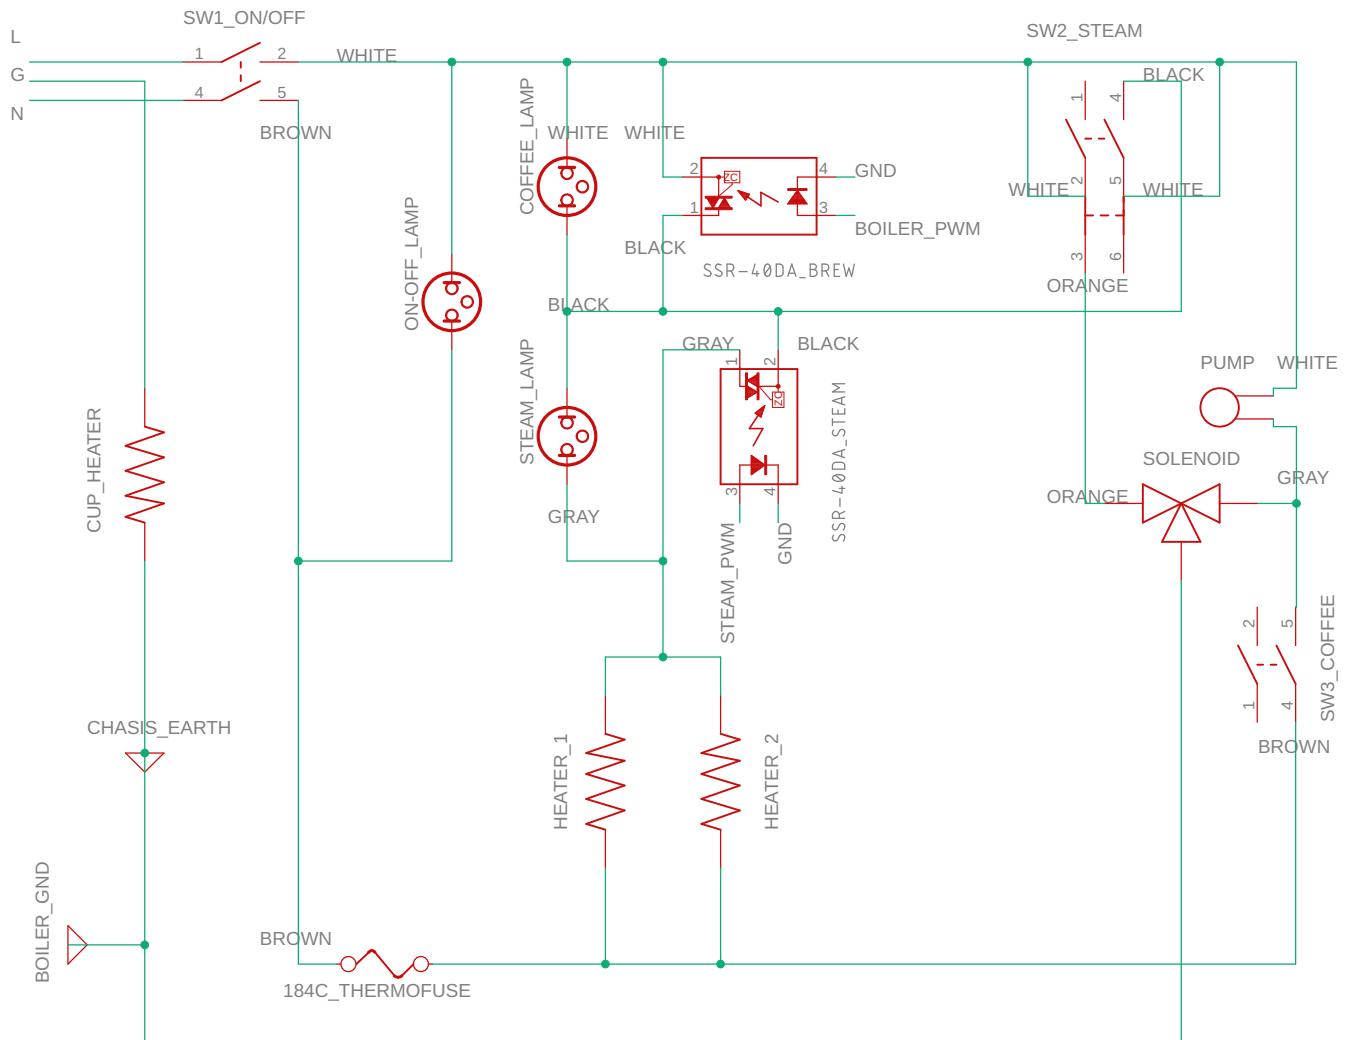 SW1_ON/OFF
SW2_STEAM
L
1
2
WHITE
G
BLACK
N
4
5
BROWN
1
4
COFFEE_LAMP
WHITE
WHITE
2
ZC
4
GND
WHITE
2
5
WHITE
1
3
BOILER_PWM
BLACK
SSR-40DA_BREW
3
6
ORANGE
ON-OFF_LAMP
BLACK
GRAY
BLACK
1
2
STEAM_LAMP
ZC
SSR-40DA_STEAM
PUMP
WHITE
SOLENOID
GRAY
ORANGE
3
4
GRAY
STEAM_PWM
GND
CUP_HEATER
2
5
SW3_COFFEE
1
4
BROWN
CHASIS_EARTH
HEATER_1
HEATER_2
BOILER_GND
BROWN
184C_THERMOFUSE